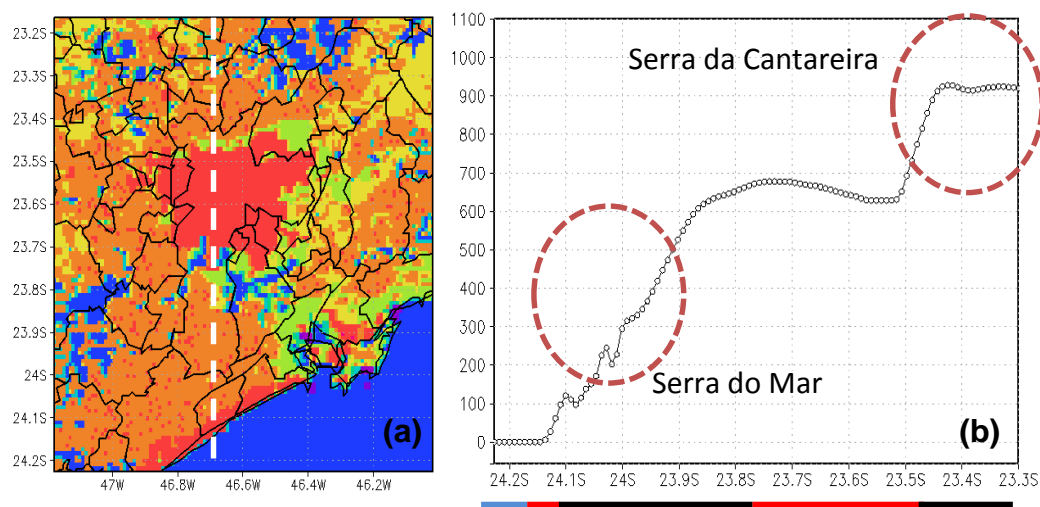 23.2S
23.3S
23.4S
23.5S
23.6S
23.7S
23.8S
23.9S
24S
24.1S
24.2S
47W
46.8W
46.6W
46.4W
46.2W
(a)
1100
1000
900
800
700
600
500
400
300
200
100
0
Serra da Cantareira
Serra do Mar
(b)
24.2S
24.1S
24S
23.9S
23.8S
23.7S
23.6S
23.5S
23.4S
23.3S